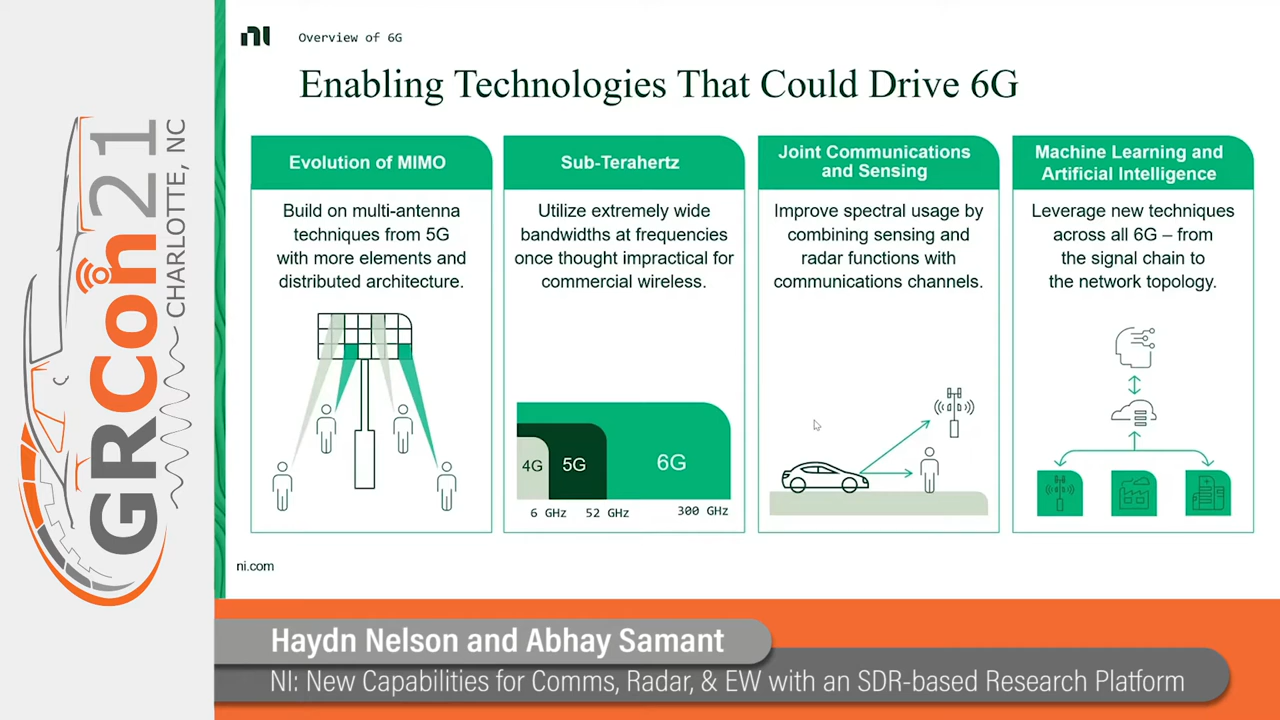 GRCon21
CHARLOTTE, NC
ni
Overview of 6G
Enabling Technologies That Could Drive 6G
Evolution of MIMO
Build on multi-antenna
techniques from 5G
with more elements and
distributed architecture.
Sub-Terahertz
Utilize extremely wide
bandwidths at frequencies
once thought impractical for
commercial wireless.
4G
5G
6G
6 GHz
52 GHz
300 GHz
Joint Communications
and Sensing
Improve spectral usage by
combining sensing and
radar functions with
communications channels.
Machine Learning and
Artificial Intelligence
Leverage new techniques
across all 6G – from
the signal chain to
the network topology.
ni.com
Haydn Nelson and Abhay Samant
NI: New Capabilities for Comms, Radar, & EW with an SDR-based Research Platform